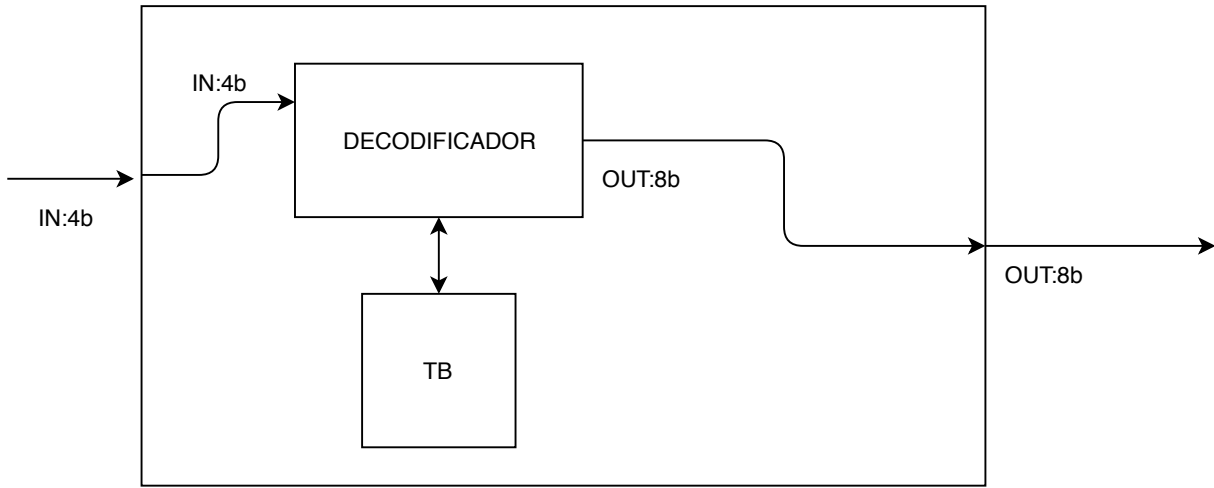 IN:4b
IN:4b
DECODIFICADOR
OUT:8b
TB
OUT:8b